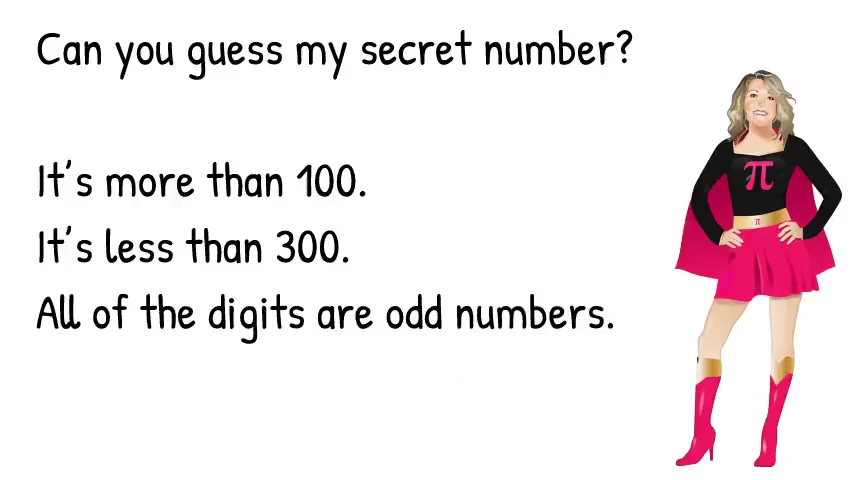 Can you guess my secret number?
It's more than 100.
It's less than 300.
All of the digits are odd numbers.
π
π